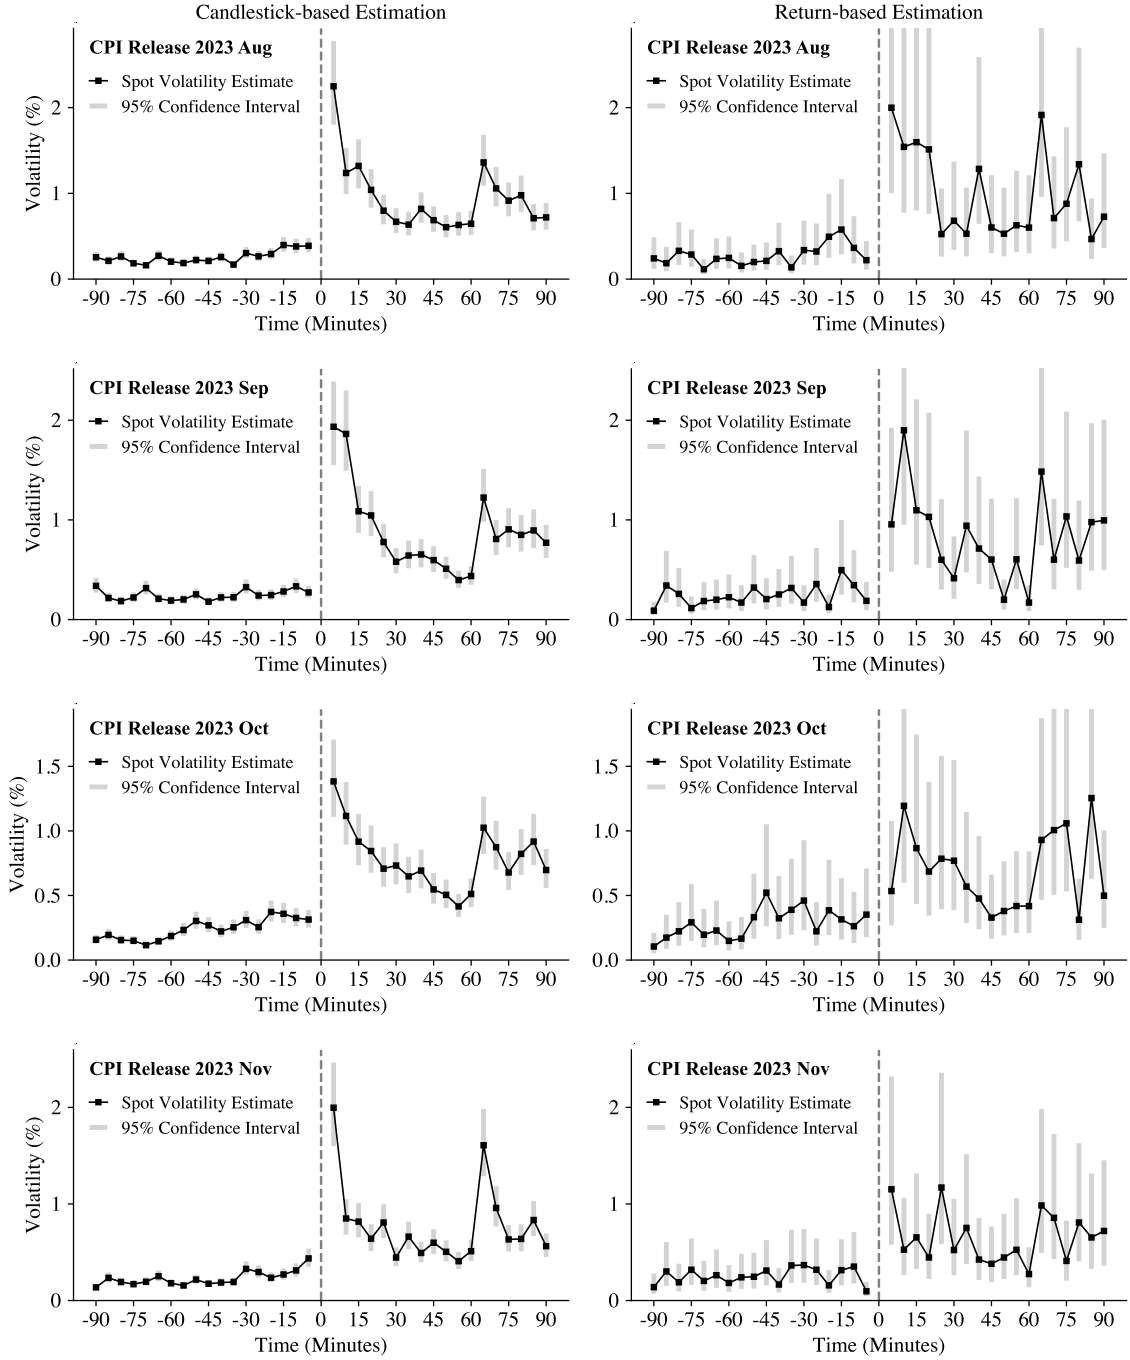 Candlestick-based Estimation
Return-based Estimation
CPI Release 2023 Aug
Spot Volatility Estimate
95% Confidence Interval
Volatility (%)
2
1
0
-90 -75 -60 -45 -30 -15 0 15 30 45 60 75 90
Time (Minutes)
CPI Release 2023 Aug
Spot Volatility Estimate
95% Confidence Interval
2
1
0
-90 -75 -60 -45 -30 -15 0 15 30 45 60 75 90
Time (Minutes)
CPI Release 2023 Sep
Spot Volatility Estimate
95% Confidence Interval
Volatility (%)
2
1
0
-90 -75 -60 -45 -30 -15 0 15 30 45 60 75 90
Time (Minutes)
CPI Release 2023 Sep
Spot Volatility Estimate
95% Confidence Interval
2
1
0
-90 -75 -60 -45 -30 -15 0 15 30 45 60 75 90
Time (Minutes)
CPI Release 2023 Oct
Spot Volatility Estimate
95% Confidence Interval
Volatility (%)
1.5
1.0
0.5
0.0
-90 -75 -60 -45 -30 -15 0 15 30 45 60 75 90
Time (Minutes)
CPI Release 2023 Oct
Spot Volatility Estimate
95% Confidence Interval
1.5
1.0
0.5
0.0
-90 -75 -60 -45 -30 -15 0 15 30 45 60 75 90
Time (Minutes)
CPI Release 2023 Nov
Spot Volatility Estimate
95% Confidence Interval
Volatility (%)
2
1
0
-90 -75 -60 -45 -30 -15 0 15 30 45 60 75 90
Time (Minutes)
CPI Release 2023 Nov
Spot Volatility Estimate
95% Confidence Interval
2
1
0
-90 -75 -60 -45 -30 -15 0 15 30 45 60 75 90
Time (Minutes)